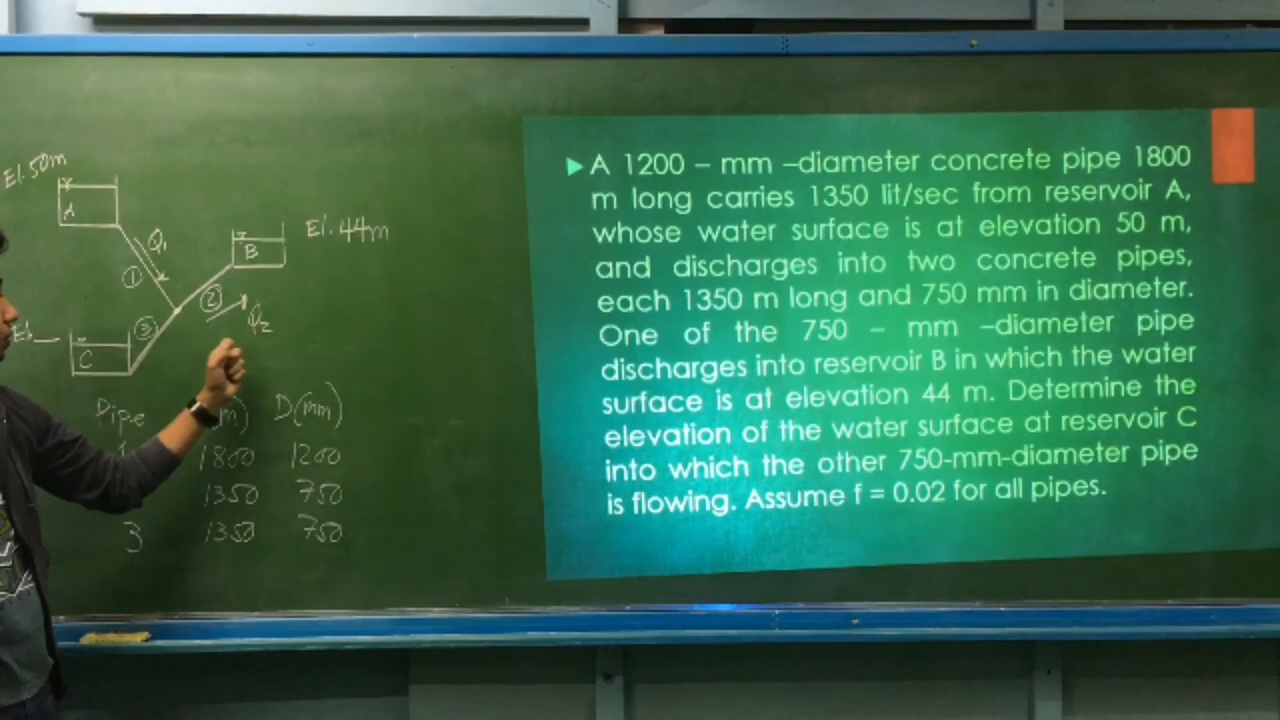 El. 50m
A
Q1
①
B
El. 44m
②
Q2
③
El
C
Pipe (m) D(mm)
1800 1200
1350 750
3 1350 750
A 1200 – mm –diameter concrete pipe 1800
m long carries 1350 lit/sec from reservoir A,
whose water surface is at elevation 50 m,
and discharges into two concrete pipes,
each 1350 m long and 750 mm in diameter.
One of the 750 – mm –diameter pipe
discharges into reservoir B in which the water
surface is at elevation 44 m. Determine the
elevation of the water surface at reservoir C
into which the other 750-mm-diameter pipe
is flowing. Assume f = 0.02 for all pipes.